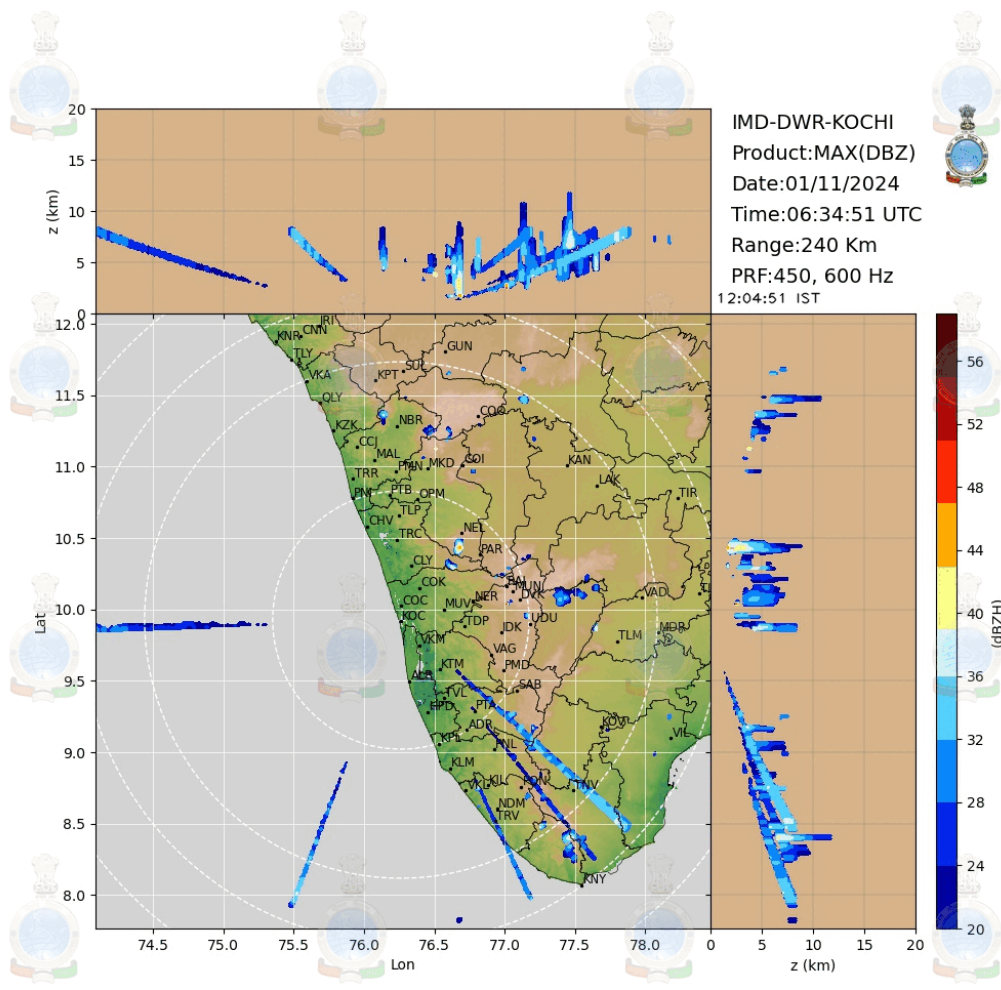 IMD-DWR-KOCHI
Product:MAX(DBZ)
Date:01/11/2024
Time:06:34:51 UTC
Range:240 Km
PRF:450, 600 Hz
12:04:51 IST
20
15
10
5
0
z (km)
12.0
11.5
11.0
10.5
10.0
9.5
9.0
8.5
8.0
Lat
IRJ
CNN
KNR
TLY
GUN
SUL
VKA
KPT
QLY
COO
NBR
KZK
CCJ
MAL
PMN
MKD
COI
KAN
TRR
LAK
PNI
PTB
OPM
TIR
TLP
CHV
TRC
NEL
PAR
CLY
COK
MUN
DVK
NER
VAD
COC
MUV
KOC
TDP
IDK
UDU
MDR
TLM
VKM
VAG
KTM
PMD
SAB
TVL
PTA
HPD
ADR
KOV
KPL
PNL
VIL
KLM
KIL
TNV
NDM
TRV
KNY
74.5
75.0
75.5
76.0
76.5
77.0
77.5
78.0
Lon
0
5
10
15
20
z (km)
56
52
48
44
40
36
32
28
24
20
(dBZH)